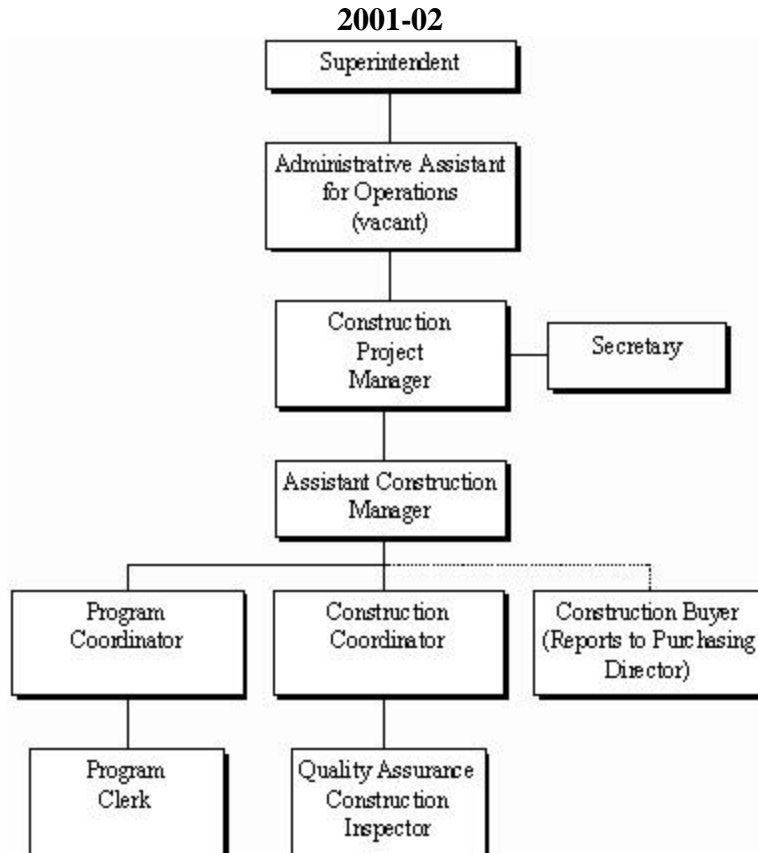 2001-02
Superintendent
Administrative Assistant
for Operations
(vacant)
Construction
Project
Manager
Secretary
Assistant Construction
Manager
Program
Coordinator
Construction
Coordinator
Construction Buyer
(Reports to Purchasing
Director)
Program
Clerk
Quality Assurance
Construction
Inspector